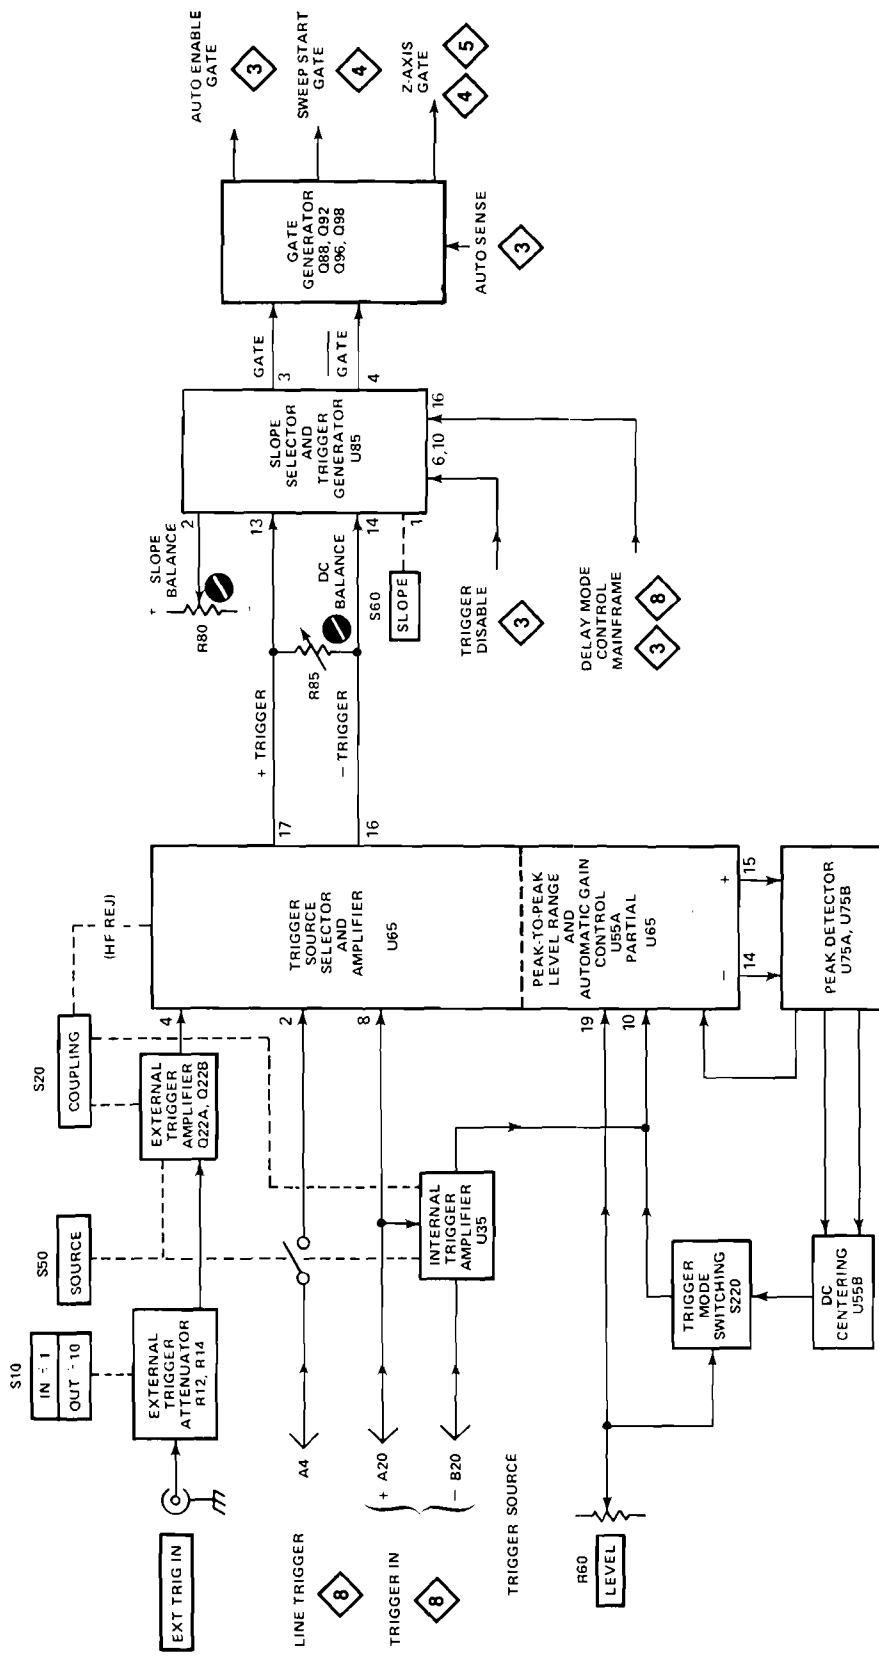 EXT TRIG IN
S10
IN ÷ 1
OUT ÷ 10
EXTERNAL
TRIGGER
ATTENUATOR
R12, R14
S50
SOURCE
S20
COUPLING
EXTERNAL
TRIGGER
AMPLIFIER
Q22A, Q22B
(HF REJ)
4
LINE TRIGGER
8
A4
2
TRIGGER IN
8
+ A20
- B20
TRIGGER SOURCE
INTERNAL
TRIGGER
AMPLIFIER
U35
8
R60
LEVEL
TRIGGER
MODE
SWITCHING
S220
DC
CENTERING
U55B
19
10
TRIGGER
SOURCE
SELECTOR
AND
AMPLIFIER
U65
PEAK-TO-PEAK
LEVEL RANGE
AND
AUTOMATIC GAIN
CONTROL
U55A
PARTIAL
U65
-
+
14
15
PEAK DETECTOR
U75A, U75B
17
16
+ TRIGGER
- TRIGGER
R85
DC
BALANCE
R80
+
-
SLOPE
BALANCE
2
13
14
1
S60
SLOPE
TRIGGER
DISABLE
3
DELAY MODE
CONTROL
MAINFRAME
3
8
SLOPE
SELECTOR
AND
TRIGGER
GENERATOR
U85
6,10
16
3
4
GATE
GATE
GATE
GENERATOR
Q88, Q92
Q96, Q98
AUTO SENSE
3
AUTO ENABLE
GATE
3
SWEEP START
GATE
4
Z-AXIS
GATE
4
5